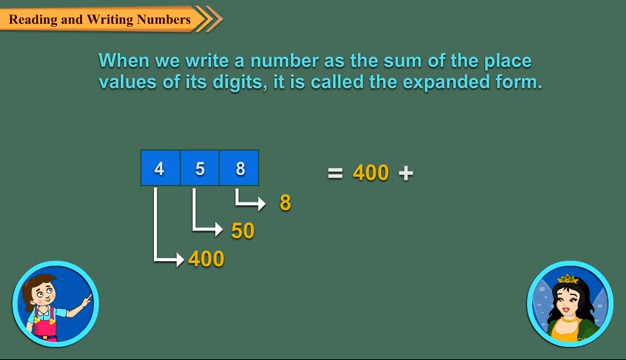 Reading and Writing Numbers
When we write a number as the sum of the place
values of its digits, it is called the expanded form.
4 5 8 = 400 +
8
50
400